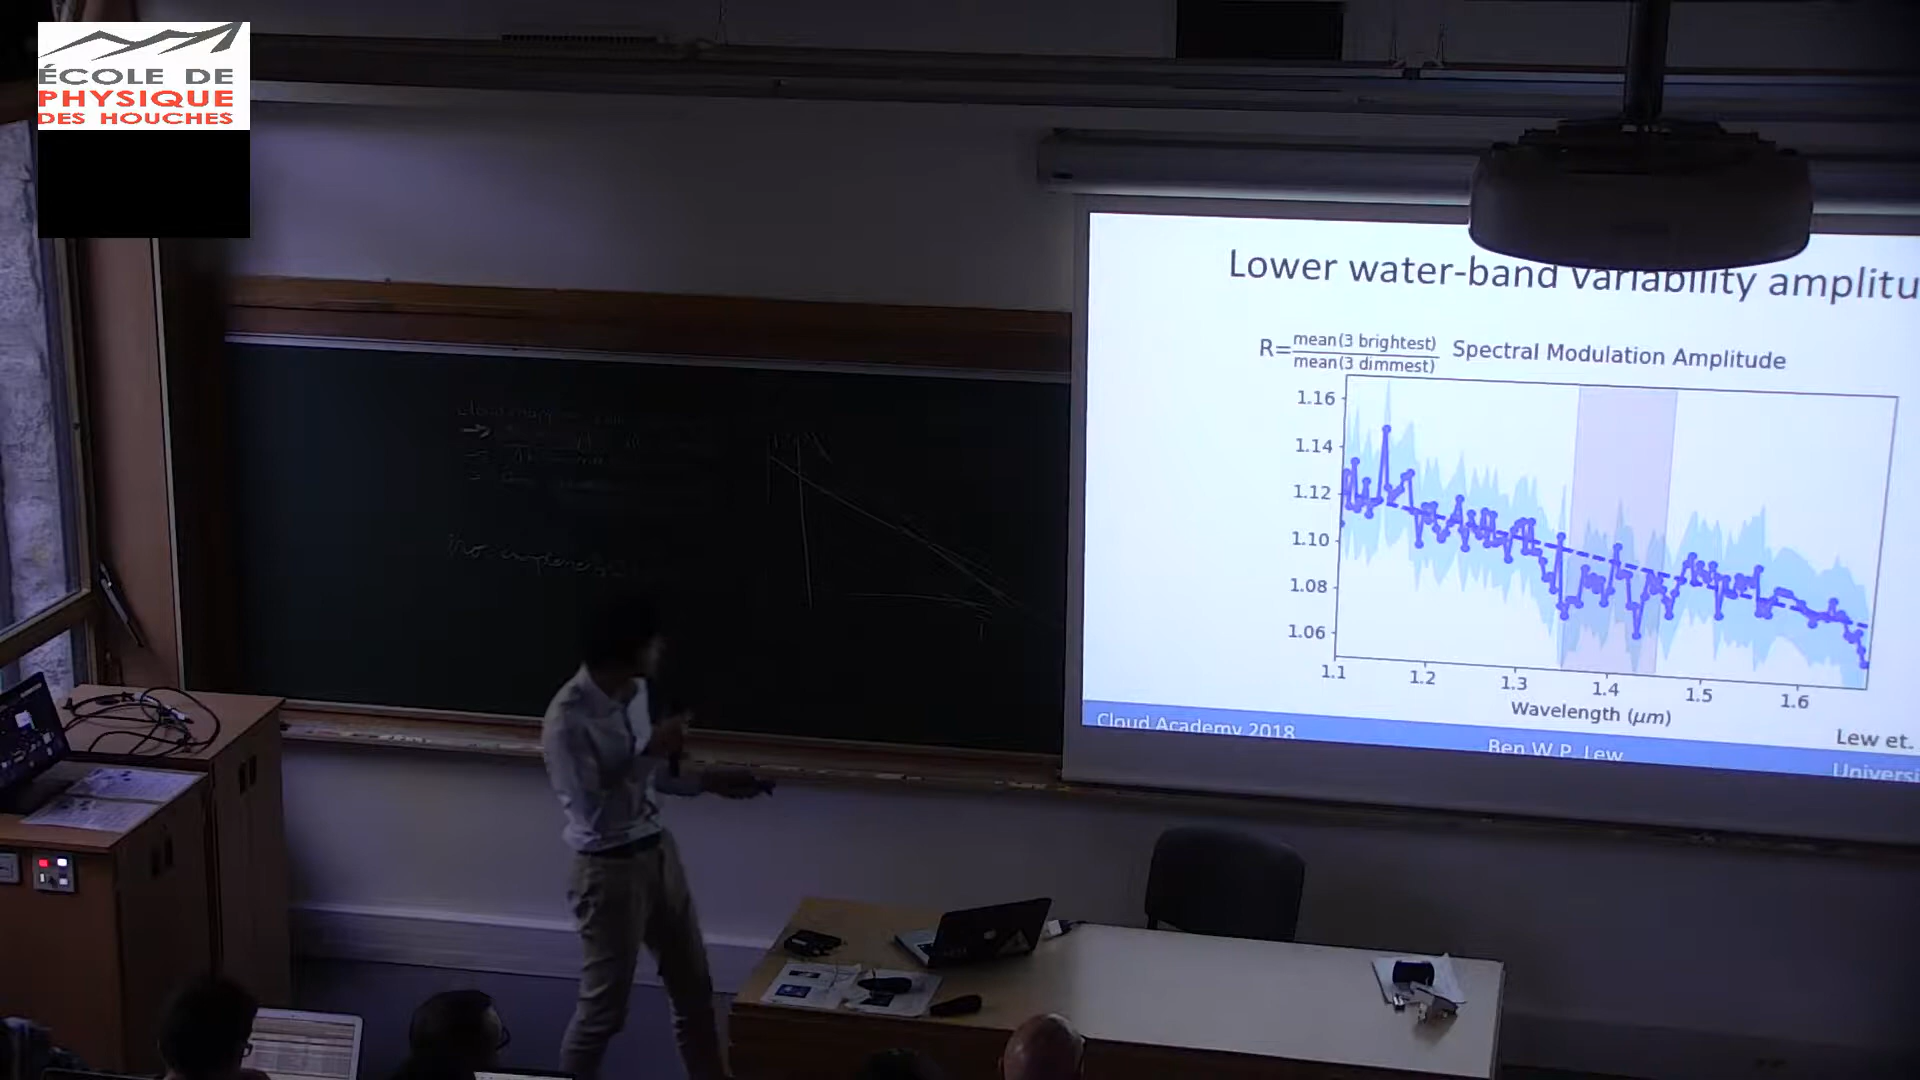 ÉCOLE DE
PHYSIQUE
DES HOUCHES
Lower water-band variability amplitu
R= mean(3 brightest) Spectral Modulation Amplitude
mean(3 dimmest)
1.16
1.14
1.12
1.10
1.08
1.06
1.1 1.2 1.3 1.4 1.5 1.6
Wavelength (μm)
Lew et.
Cloud Academy 2018 Ben W.P. Lew Universi